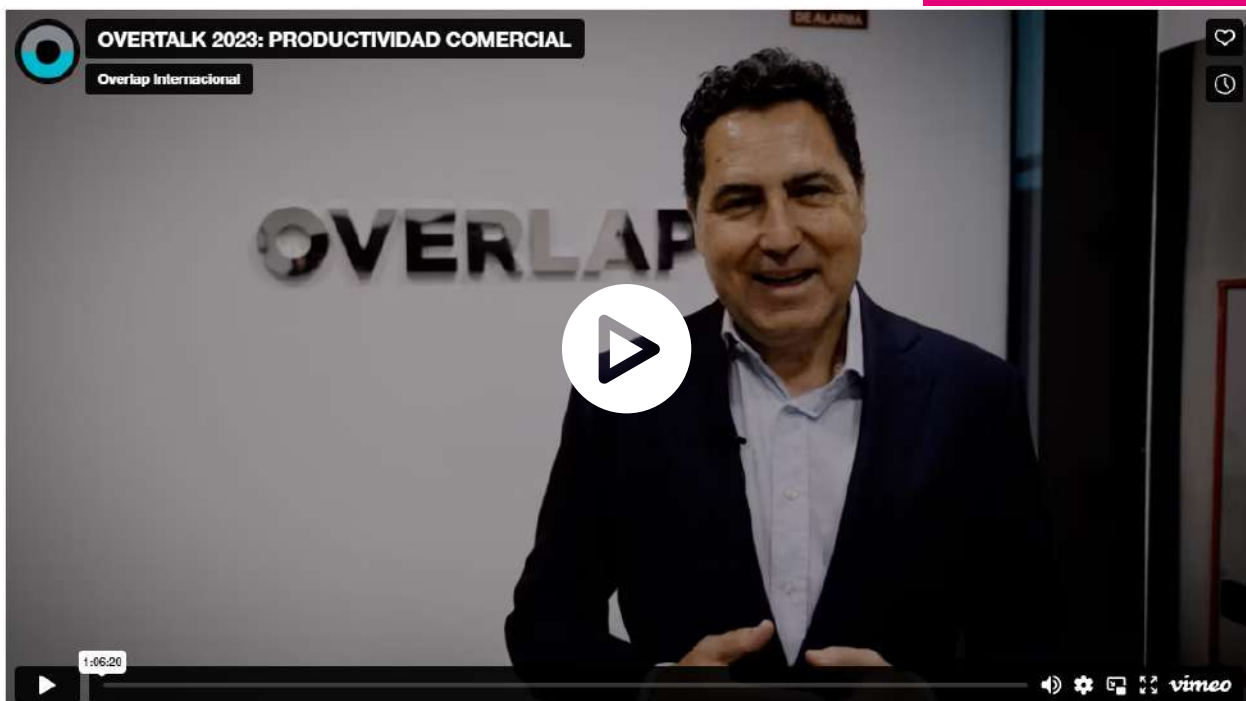 DE ALARMA
OVERTALK 2023: PRODUCTIVIDAD COMERCIAL
Overlap Internacional
OVERLAP
1:06:20
vimeo